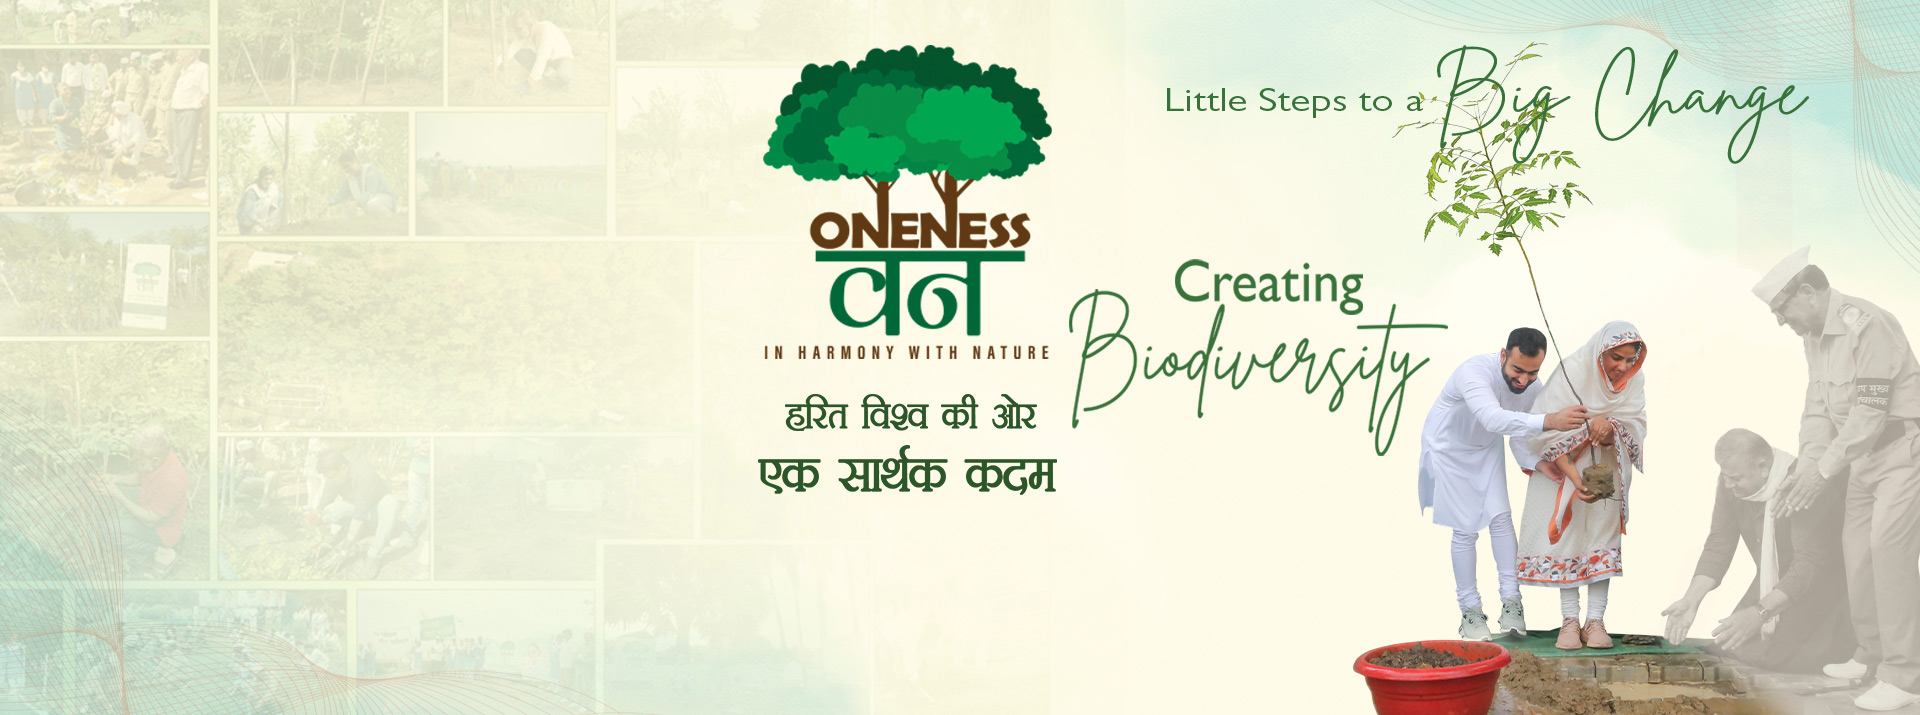 ONENESS
वन
IN HARMONY WITH NATURE
हरित विश्व की ओर
एक सार्थक कदम
Little Steps to a Big Change
Creating
Biodiversity